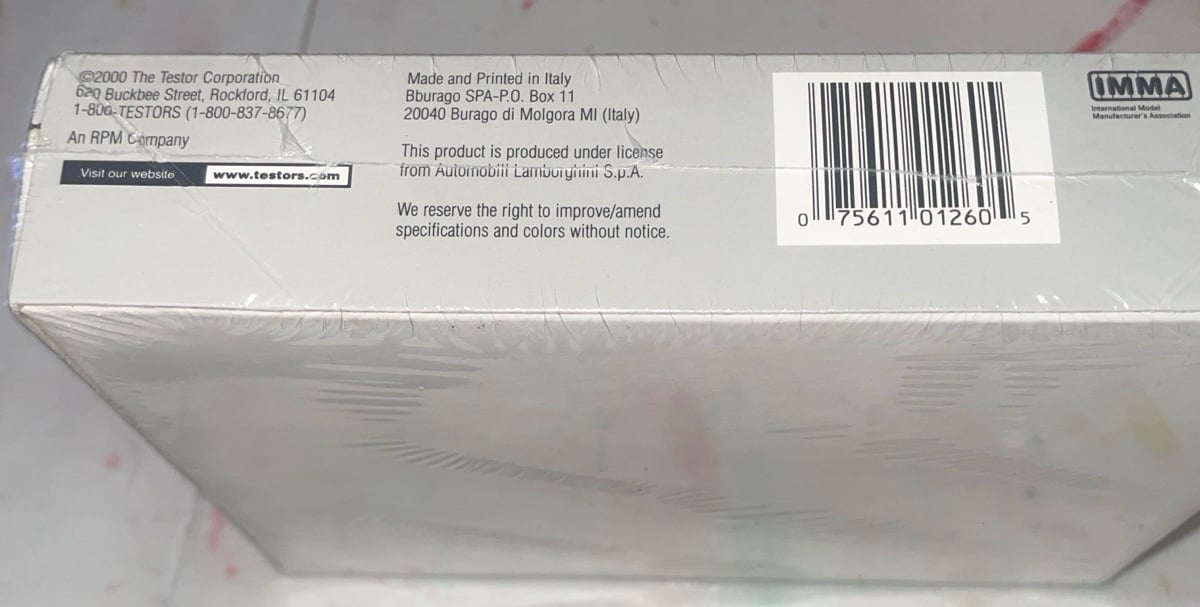 ©2000 The Testor Corporation
620 Buckbee Street, Rockford, IL 61104
1-800-TESTORS (1-800-837-8677)
An RPM Company
Visit our website www.testors.com
Made and Printed in Italy
Bburago SPA-P.O. Box 11
20040 Burago di Molgora MI (Italy)
This product is produced under license
from Automobili Lamborghini S.p.A.
We reserve the right to improve/amend
specifications and colors without notice.
0 75611 01260 5
IMMA
International Model
Manufacturer's Association